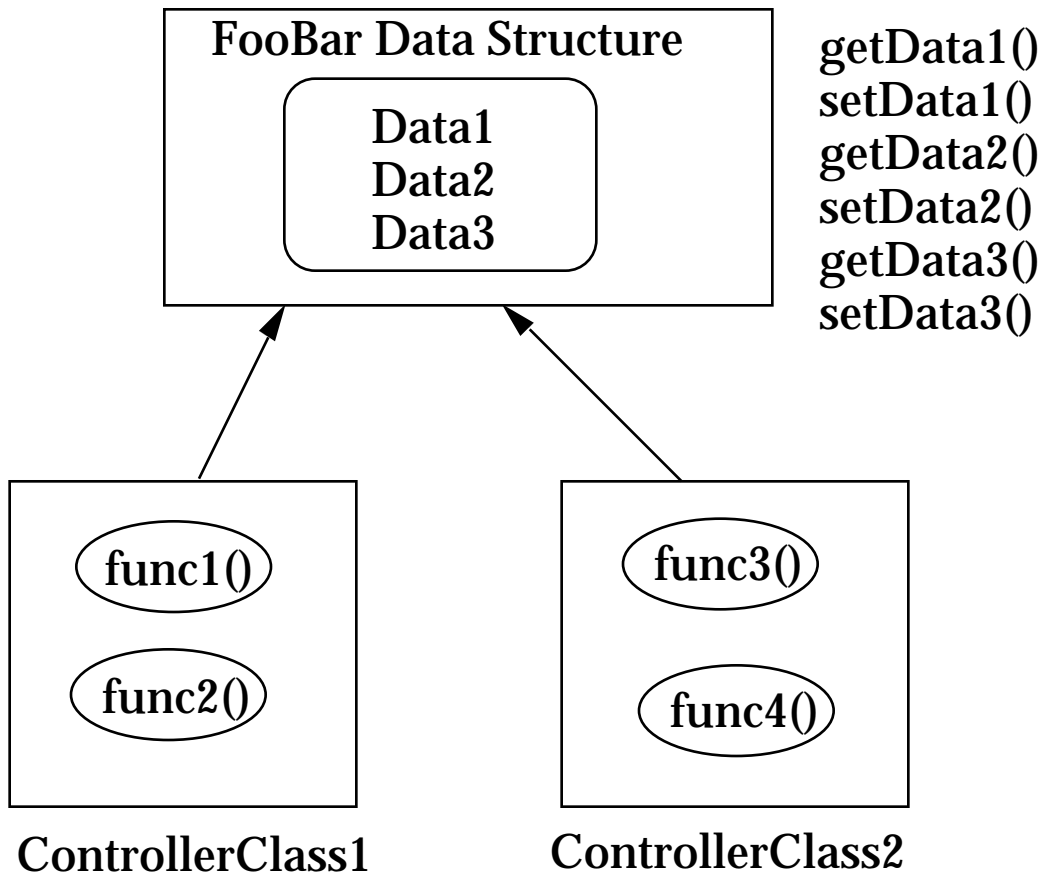 FooBar Data Structure
Data1
Data2
Data3
getData1()
setData1()
getData2()
setData2()
getData3()
setData3()
func1()
func2()
ControllerClass1
func3()
func4()
ControllerClass2